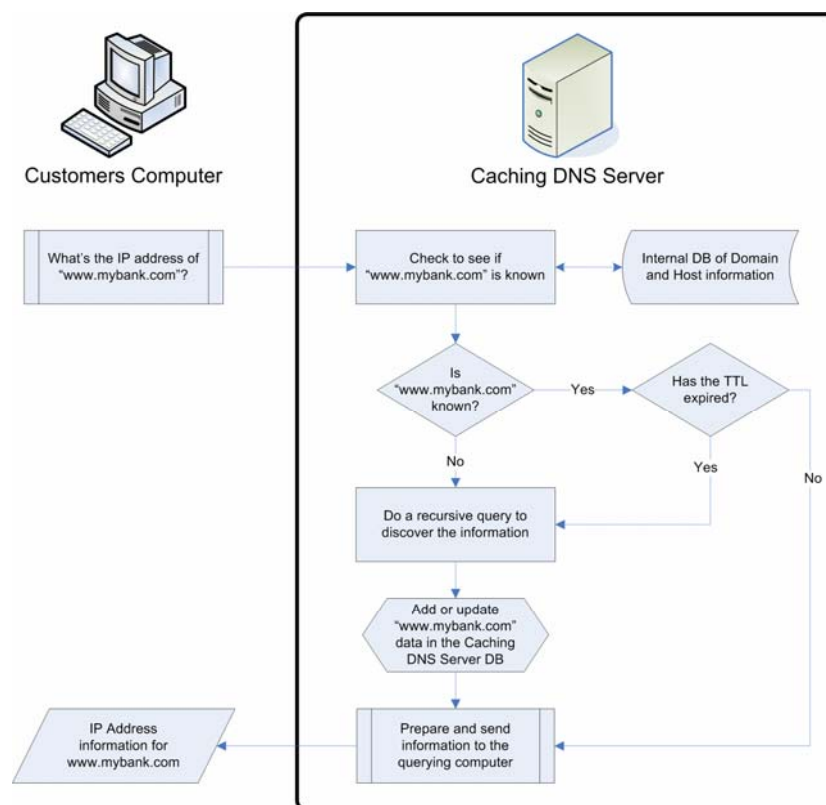 Customers Computer
Caching DNS Server
What's the IP address of
“www.mybank.com”?
Check to see if
“www.mybank.com” is known
Internal DB of Domain
and Host information
Is
“www.mybank.com”
known?
Yes
Has the TTL
expired?
No
Yes
No
Do a recursive query to
discover the information
Add or update
“www.mybank.com”
data in the Caching
DNS Server DB
IP Address
information for
www.mybank.com
Prepare and send
information to the
querying computer